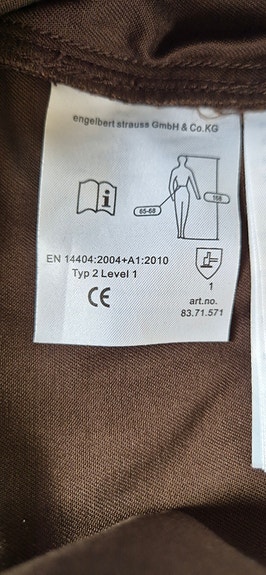 engelbert strauss GmbH & Co.KG
i
168
65-68
EN 14404:2004+A1:2010
Typ 2 Level 1
CE
1
art.no.
83.71.571